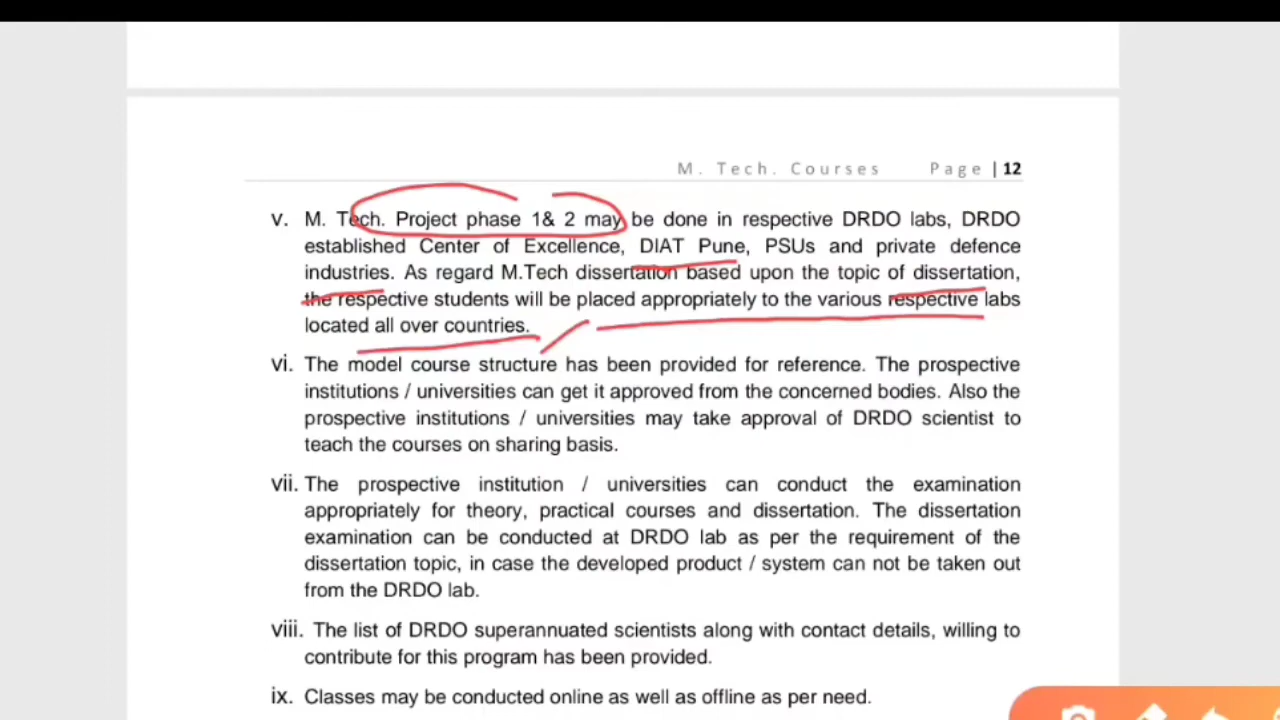 M. Tech. Courses Page | 12
v. M. Tech. Project phase 1& 2 may be done in respective DRDO labs, DRDO
established Center of Excellence, DIAT Pune, PSUs and private defence
industries. As regard M.Tech dissertation based upon the topic of dissertation,
the respective students will be placed appropriately to the various respective labs
located all over countries.
vi. The model course structure has been provided for reference. The prospective
institutions / universities can get it approved from the concerned bodies. Also the
prospective institutions / universities may take approval of DRDO scientist to
teach the courses on sharing basis.
vii. The prospective institution / universities can conduct the examination
appropriately for theory, practical courses and dissertation. The dissertation
examination can be conducted at DRDO lab as per the requirement of the
dissertation topic, in case the developed product / system can not be taken out
from the DRDO lab.
viii. The list of DRDO superannuated scientists along with contact details, willing to
contribute for this program has been provided.
ix. Classes may be conducted online as well as offline as per need.